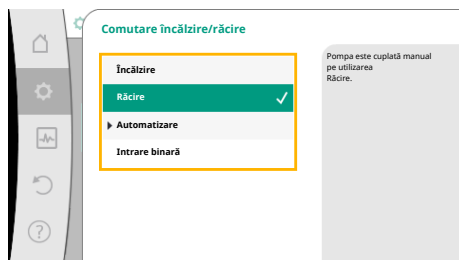 Comutare încălzire/răcire
Încălzire
Răcire
Automatizare
Intrare binară
Pompa este cuplată manual
pe utilizarea
Răcire.